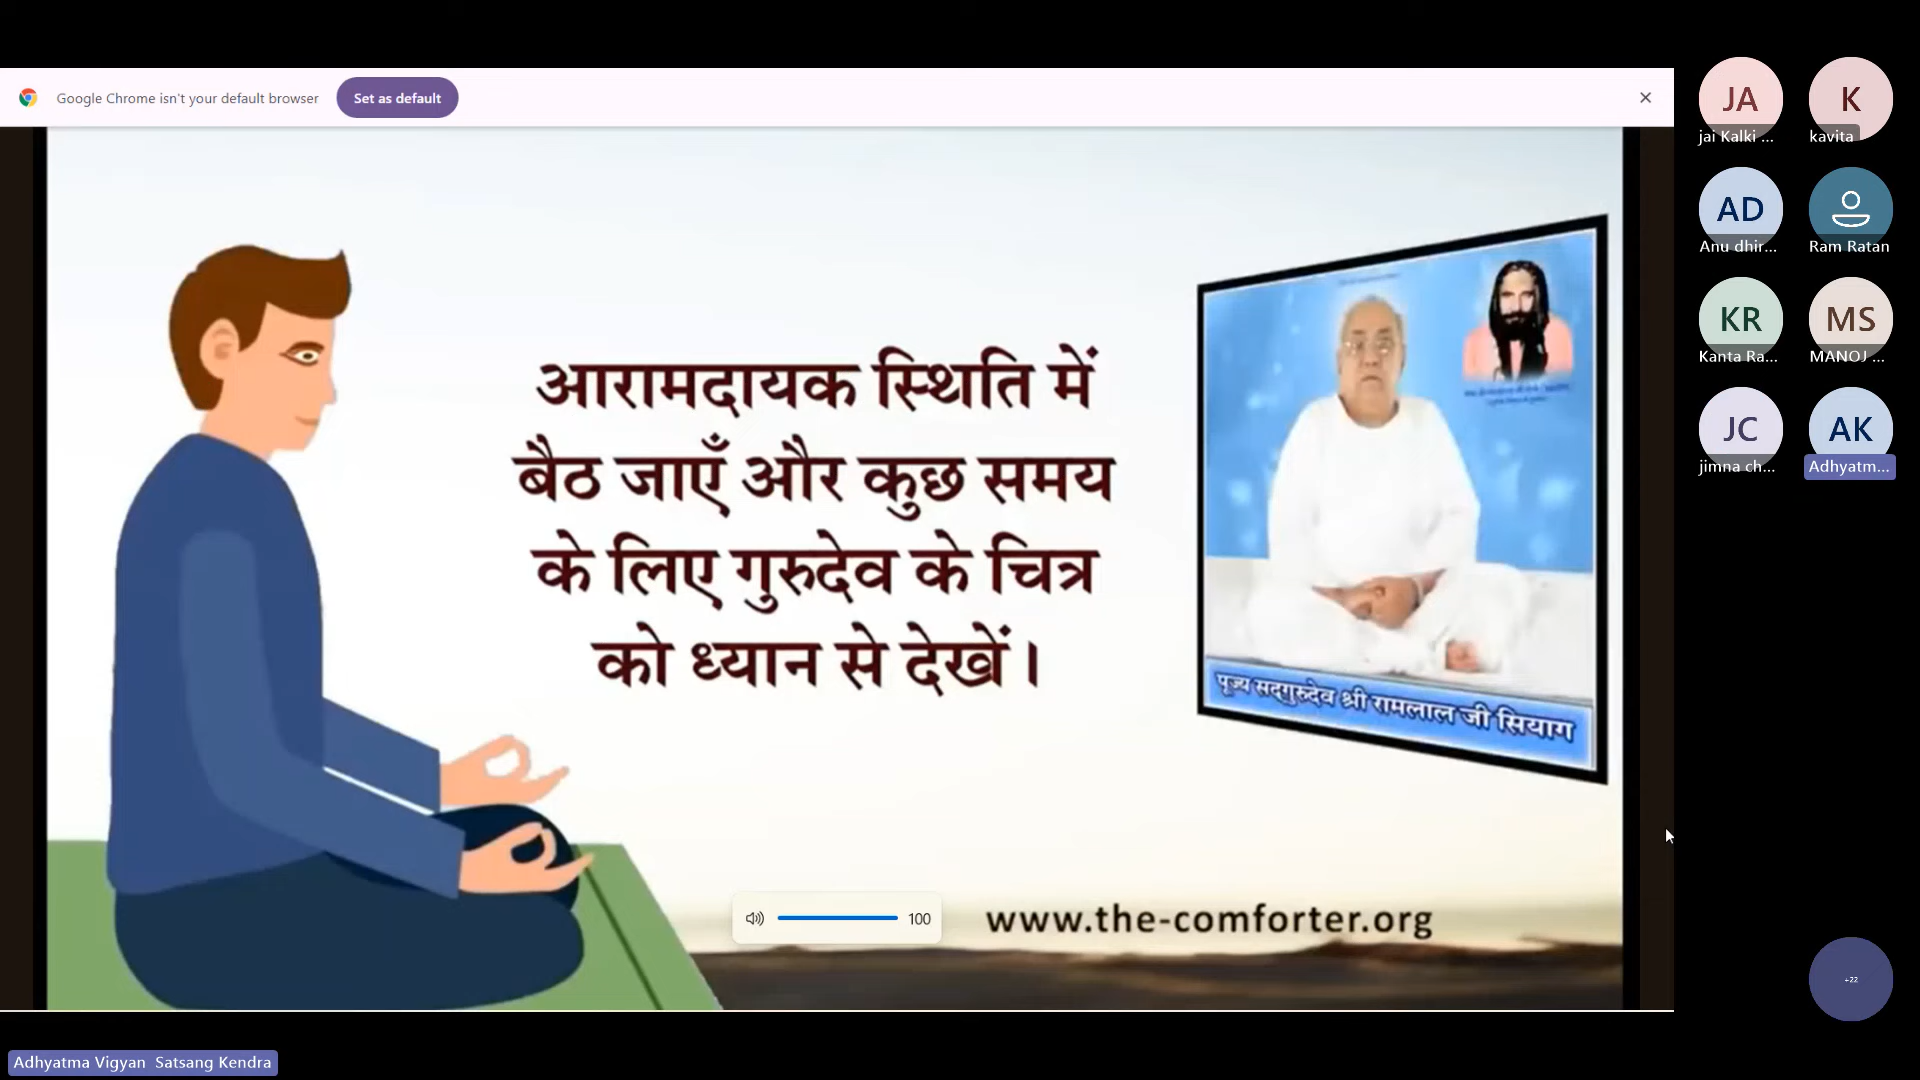 Google Chrome isn't your default browser
Set as default
आरामदायक स्थिति में
बैठ जाएँ और कुछ समय
के लिए गुरुदेव के चित्र
को ध्यान से देखें।
पूज्य सद्गुरुदेव श्री रामलाल जी सियाग
100
www.the-comforter.org
JA
jai Kalki ...
K
kavita
AD
Anu dhir...
Ram Ratan
KR
Kanta Ra...
MS
MANOJ ...
JC
jimna ch...
AK
Adhyatm...
+22
Adhyatma Vigyan Satsang Kendra